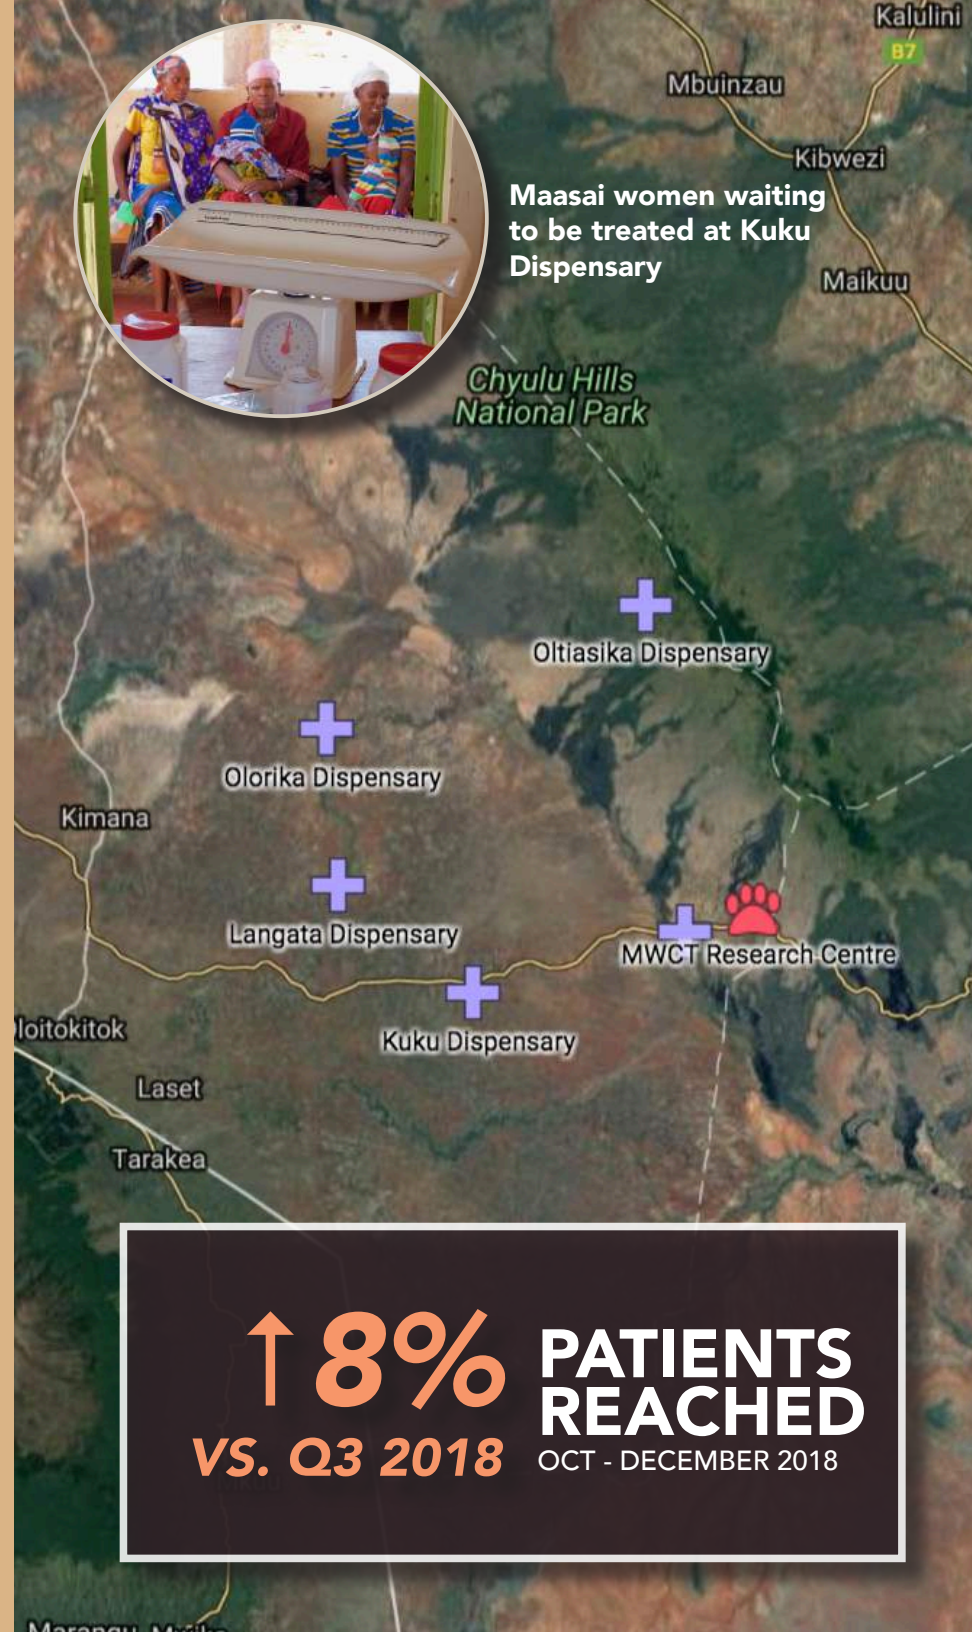 Kalulini
B7
Mbuinzau
Kibwezi
Maasai women waiting
to be treated at Kuku
Dispensary
Maikuu
Chyulu Hills
National Park
Oltiasika Dispensary
Olorika Dispensary
Kimana
Langata Dispensary
MWCT Research Centre
loitokitok
Kuku Dispensary
Laset
Tarakea
↑8%
VS. Q3 2018
PATIENTS
REACHED
OCT - DECEMBER 2018